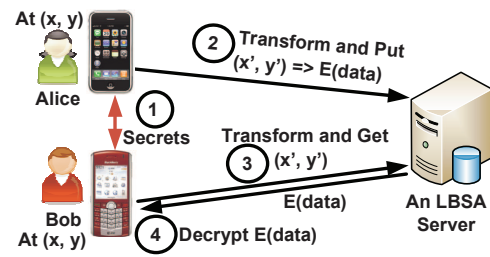 At (x, y)
Alice
1
Secrets
2 Transform and Put
(x’, y’) => E(data)
Transform and Get
3 (x’, y’)
E(data)
4 Decrypt E(data)
Bob
At (x, y)
An LBSA
Server